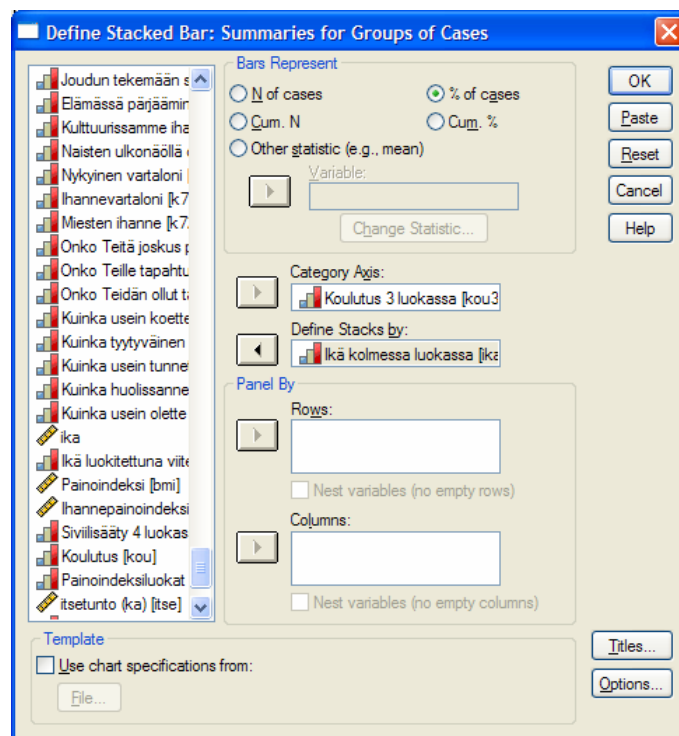 Define Stacked Bar: Summaries for Groups of Cases
Joudun tekemään s
Elämässä pärjäämin
Kulttuurissamme iha
Naisten ulkonäöllä
Nykyinen vartaloni
Ihannevartaloni [k7
Miesten ihanne [k7
Onko Teitä joskus p
Onko Teille tapahtu
Onko Teidän ollut ta
Kuinka usein koette
Kuinka tyytyväinen
Kuinka usein tunnet
Kuinka huolissanne
Kuinka usein olette
ika
Ikä luokitettuna viite
Painoindeksi [bmi]
Ihannepainoindeksi
Siviilisääty 4 luokas
Koulutus [kou]
Painoindeksiluokat
itsetunto (ka) [itse]
Bars Represent
N of cases
% of cases
Cum. N
Cum. %
Other statistic (e.g., mean)
Variable:
Change Statistic...
Category Axis:
Koulutus 3 luokassa [kou3
Define Stacks by:
Ikä kolmessa luokassa [ika
Panel By
Rows:
Nest variables (no empty rows)
Columns:
Nest variables (no empty columns)
OK
Paste
Reset
Cancel
Help
Template
Use chart specifications from:
File...
Titles...
Options...